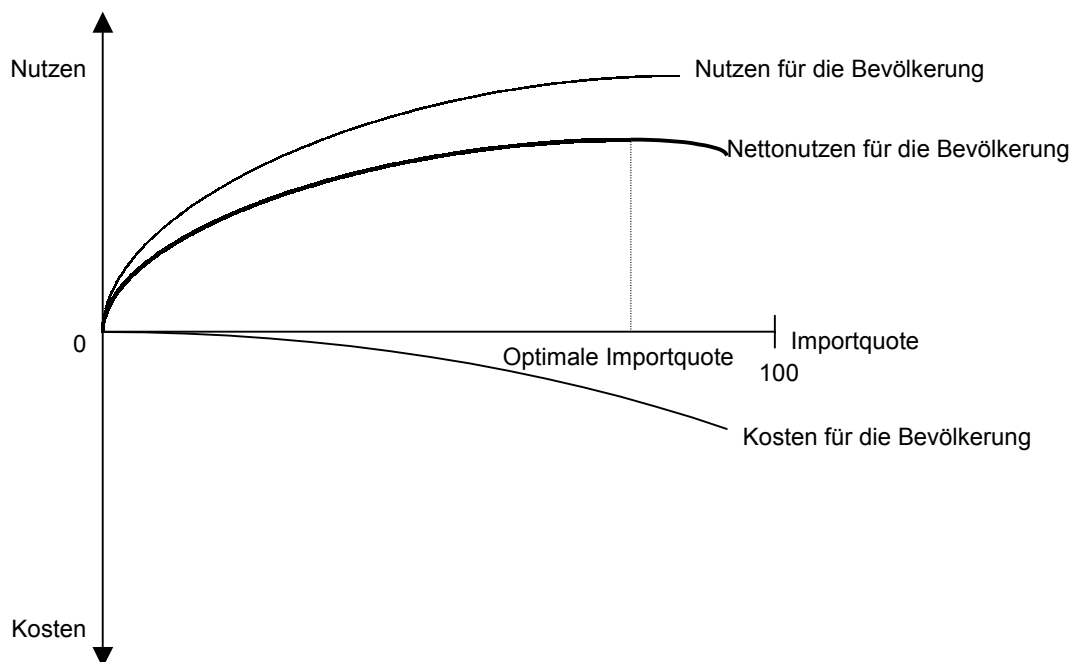 Nutzen
Nutzen für die Bevölkerung
Nettonutzen für die Bevölkerung
0
Optimale Importquote
Importquote
100
Kosten für die Bevölkerung
Kosten